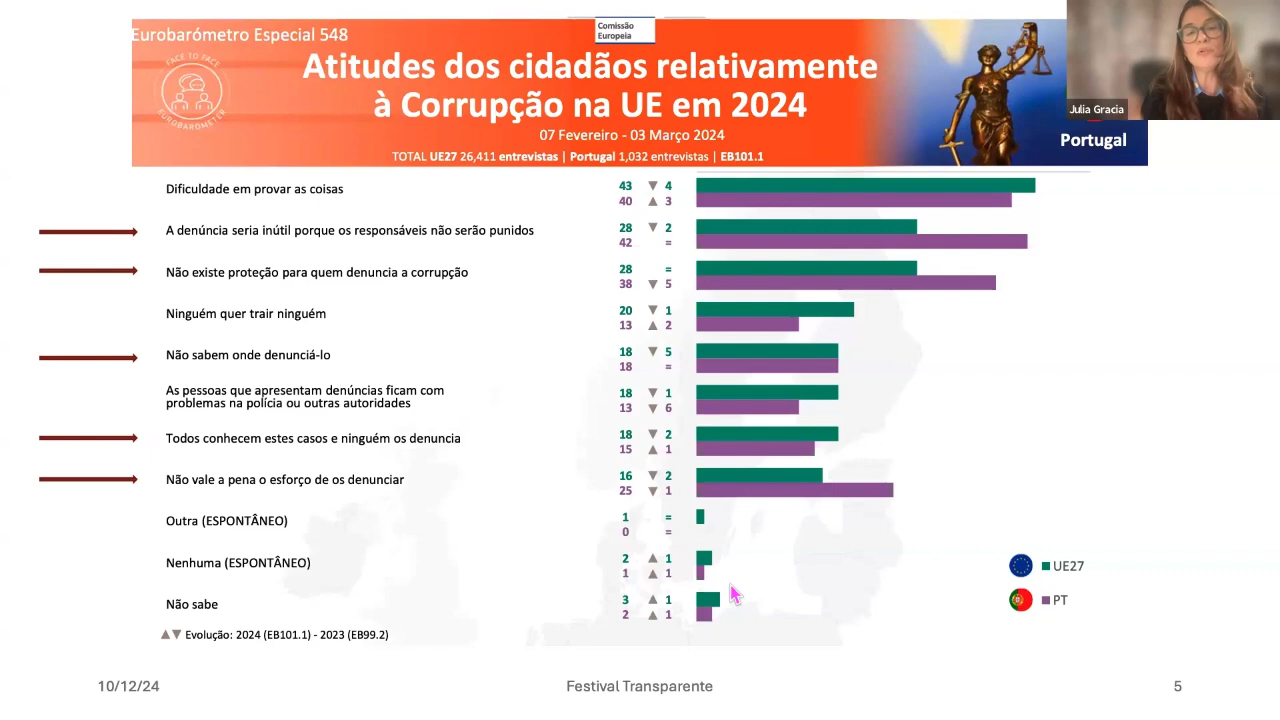 Eurobarómetro Especial 548
Comissão
Europeia
FACE TO FACE
EUROBAROMETER
Atitudes dos cidadãos relativamente
à Corrupção na UE em 2024
07 Fevereiro - 03 Março 2024
TOTAL UE27 26,411 entrevistas | Portugal 1,032 entrevistas | EB101.1
Julia Gracia
Portugal
Dificuldade em provar as coisas
43 ▼ 4
40 ▲ 3
A denúncia seria inútil porque os responsáveis não serão punidos
28 ▼ 2
42 =
Não existe proteção para quem denuncia a corrupção
28 =
38 ▼ 5
Ninguém quer trair ninguém
20 ▼ 1
13 ▲ 2
Não sabem onde denunciá-lo
18 ▼ 5
18 =
As pessoas que apresentam denúncias ficam com
problemas na polícia ou outras autoridades
18 ▼ 1
13 ▼ 6
Todos conhecem estes casos e ninguém os denuncia
18 ▼ 2
15 ▲ 1
Não vale a pena o esforço de os denunciar
16 ▼ 2
25 ▼ 1
Outra (ESPONTÂNEO)
1 =
0 =
Nenhuma (ESPONTÂNEO)
2 ▲ 1
1 ▲ 1
Não sabe
3 ▲ 1
2 ▲ 1
UE27
PT
▲▼ Evolução: 2024 (EB101.1) - 2023 (EB99.2)
10/12/24
Festival Transparente
5